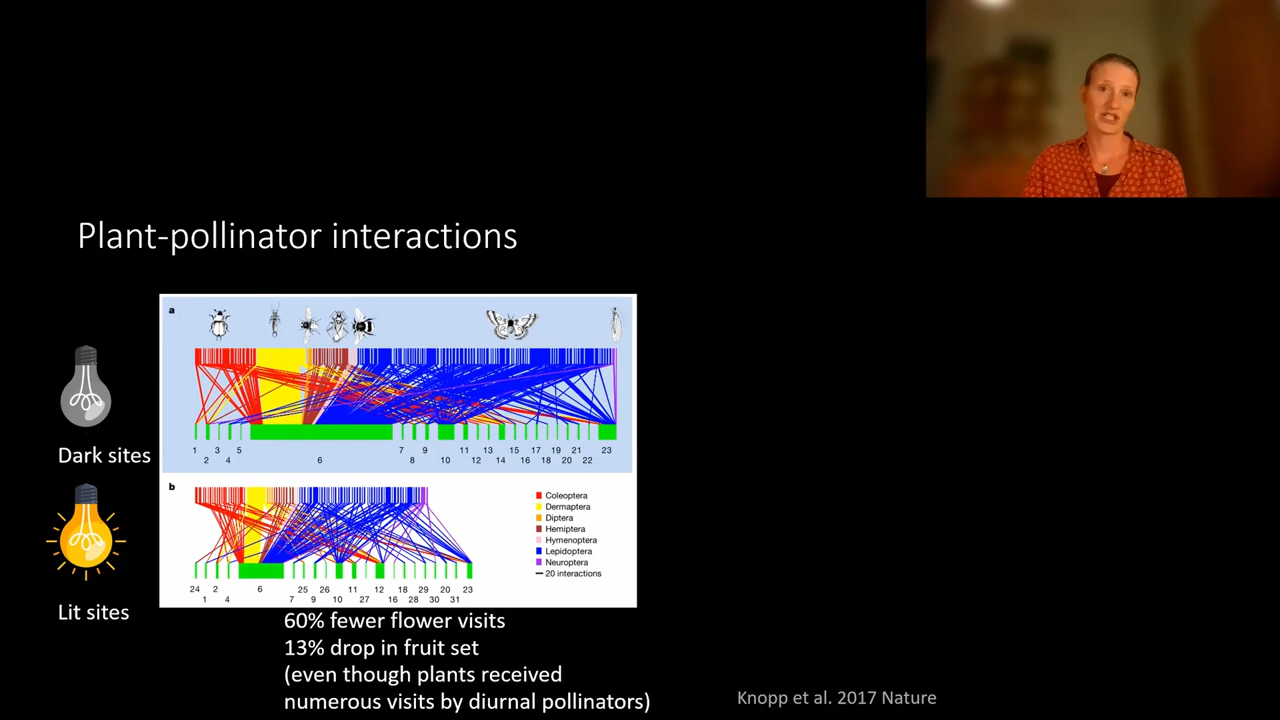 Plant-pollinator interactions
a
1 3 5 7 9 11 13 15 17 19 21 23
2 4 6 8 10 12 14 16 18 20 22
Dark sites
b
Coleoptera
Dermaptera
Diptera
Hemiptera
Hymenoptera
Lepidoptera
Neuroptera
20 interactions
24 2 6 25 26 11 12 18 29 20 23
1 4 7 9 10 27 16 28 30 31
Lit sites
60% fewer flower visits
13% drop in fruit set
(even though plants received
numerous visits by diurnal pollinators)
Knopp et al. 2017 Nature